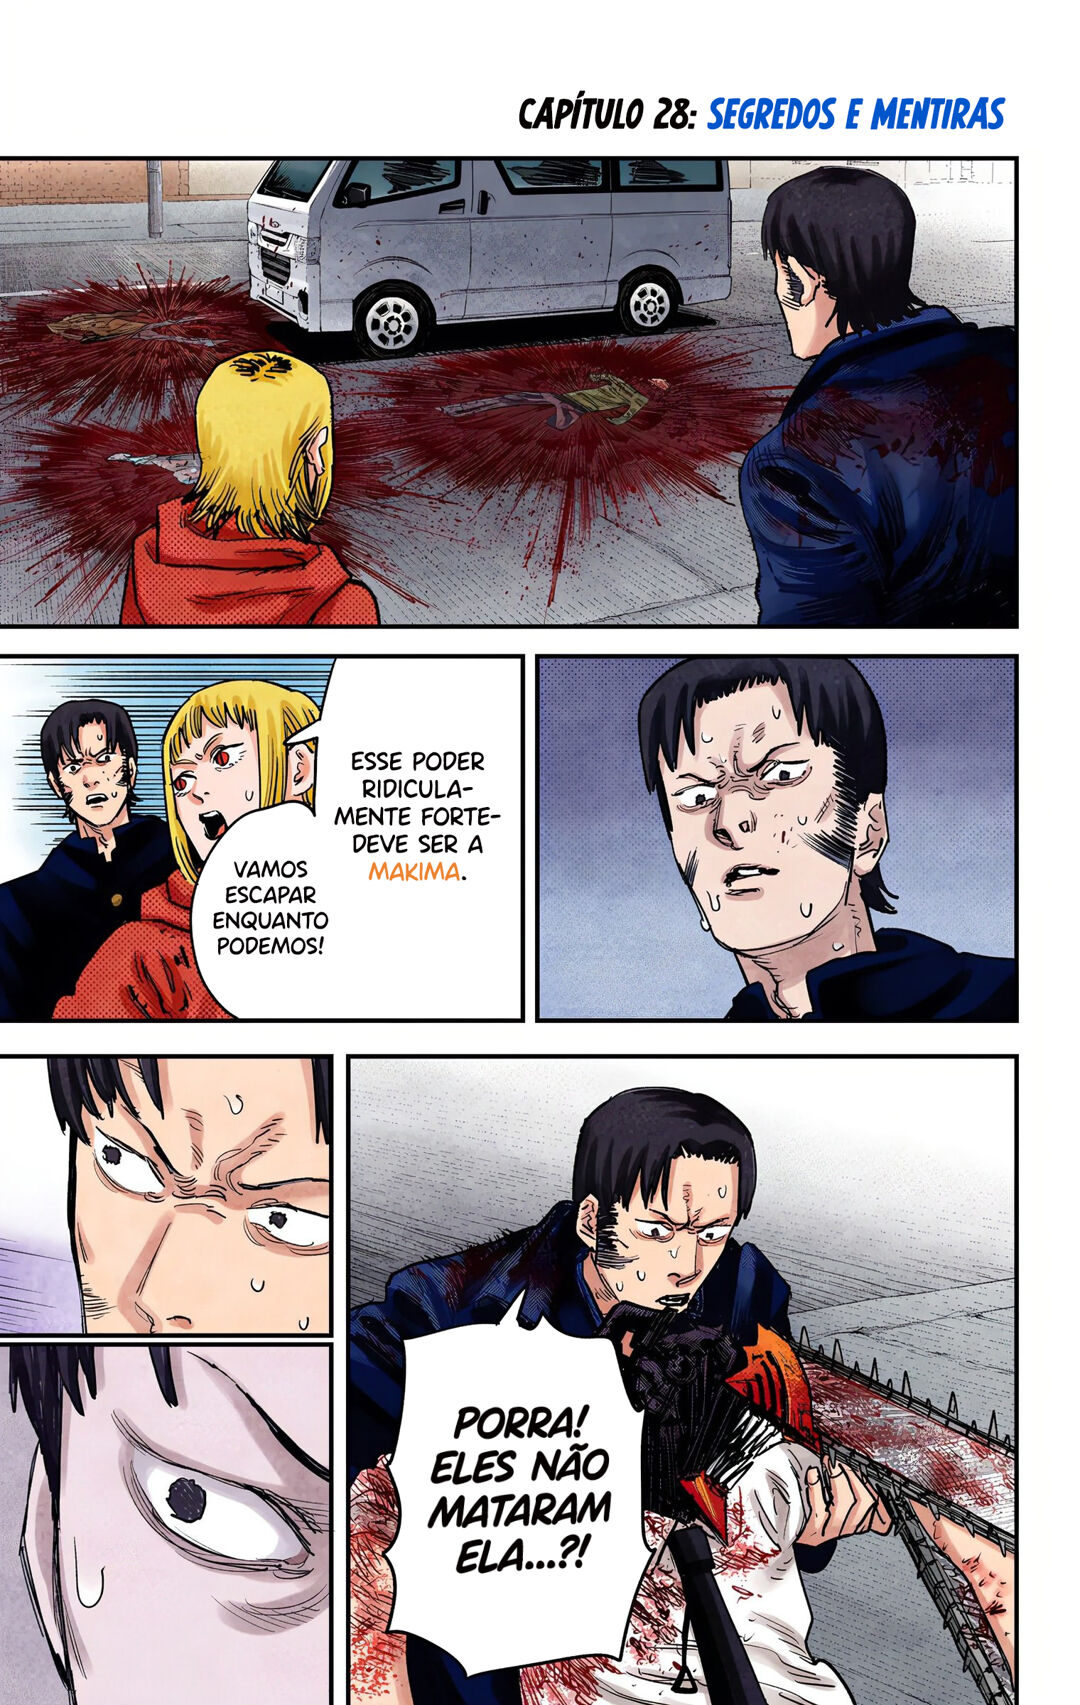 CAPÍTULO 28: SEGREDOS E MENTIRAS
ESSE PODER
RIDICULA-
MENTE FORTE-
DEVE SER A
MAKIMA.
VAMOS
ESCAPAR
ENQUANTO
PODEMOS!
PORRA!
ELES NÃO
MATARAM
ELA...?!